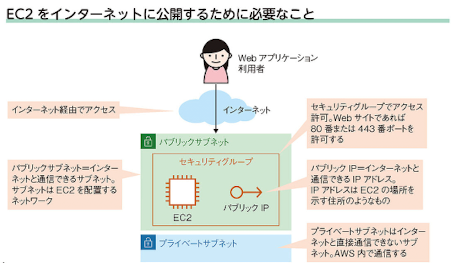 EC2 をインターネットに公開するために必要なこと
Web アプリケーション
利用者
インターネット経由でアクセス
インターネット
セキュリティグループでアクセス
許可。Web サイトであれば
80 番または 443 番ポートを
許可する
パブリックサブネット
セキュリティグループ
パブリックサブネット=インター
ネットと通信できるサブネット。
サブネットは EC2 を配置する
ネットワーク
EC2
パブリック IP
パブリック IP=インターネットと
通信できる IP アドレス。
IP アドレスは EC2 の場所を
示す住所のようなもの
プライベートサブネット
プライベートサブネットはインター
ネットと直接通信できないサブ
ネット。AWS 内で通信する